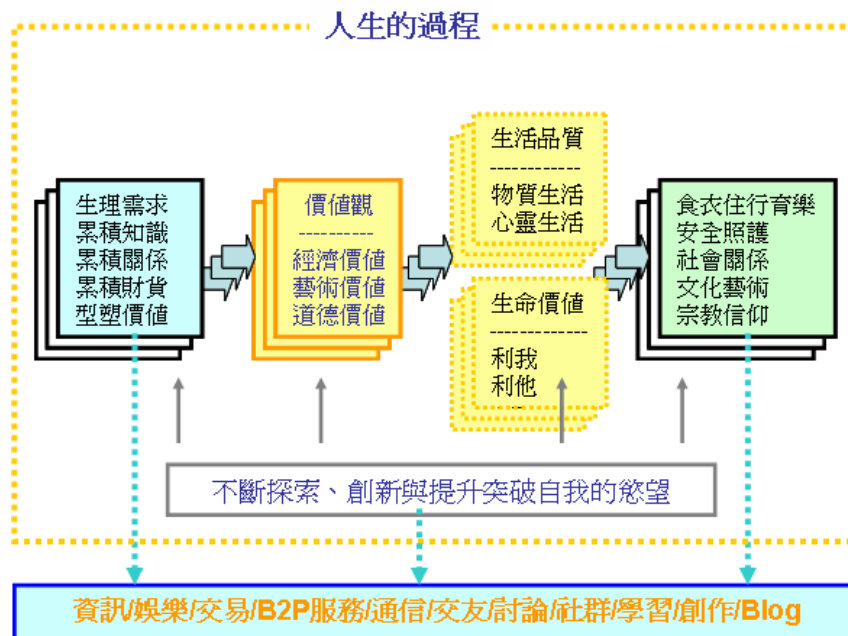 人生的過程
生理需求
累積知識
累積關係
累積財貨
型塑價值
價值觀
----------
經濟價值
藝術價值
道德價值
生活品質
------------
物質生活
心靈生活
生命價值
-------------
利我
利他
食衣住行育樂
安全照護
社會關係
文化藝術
宗教信仰
不斷探索、創新與提升突破自我的慾望
資訊/娛樂/交易/B2P服務/通信/交友/討論/社群/學習/創作/Blog